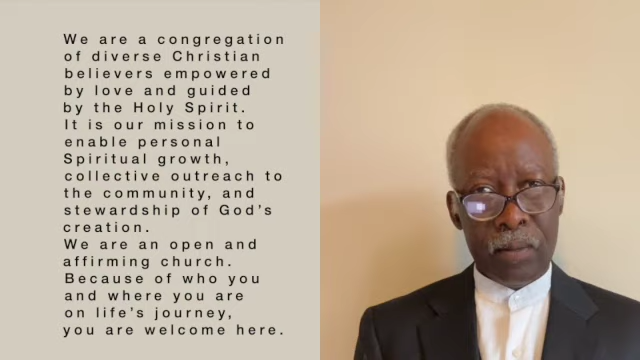 We are a congregation
of diverse Christian
believers empowered
by love and guided
by the Holy Spirit.
It is our mission to
enable personal
Spiritual growth,
collective outreach to
the community, and
stewardship of God's
creation.
We are an open and
affirming church.
Because of who you
and where you are
on life's journey,
you are welcome here.